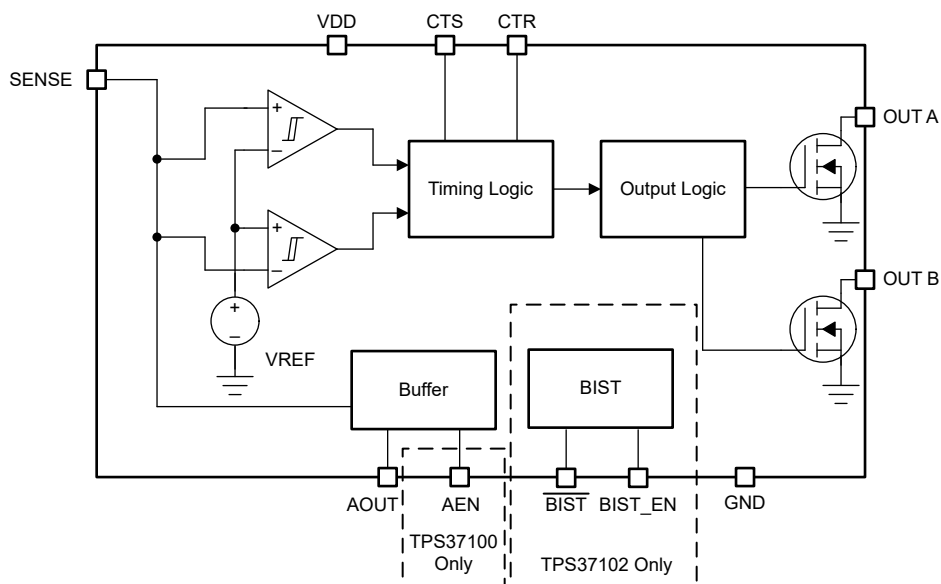 VDD
CTS
CTR
SENSE
OUT A
+
−
Timing Logic
Output Logic
+
−
OUT B
+
−
VREF
Buffer
BIST
AOUT
AEN
BIST
BIST_EN
GND
TPS37100
Only
TPS37102 Only